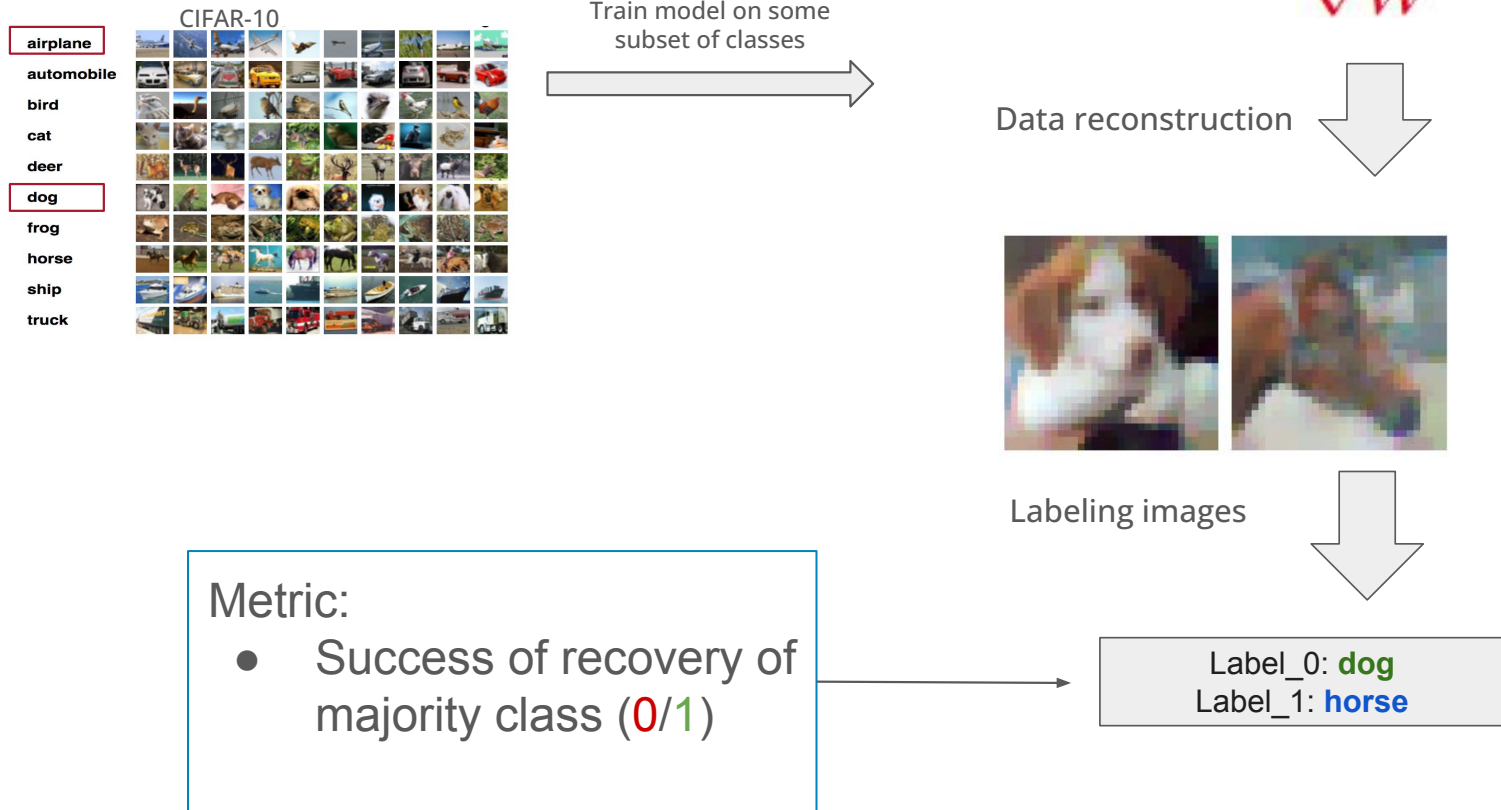 CIFAR-10
airplane
automobile
bird
cat
deer
dog
frog
horse
ship
truck
Train model on some
subset of classes
Data reconstruction
Labeling images
Metric:
● Success of recovery of
majority class (0/1)
Label_0: dog
Label_1: horse